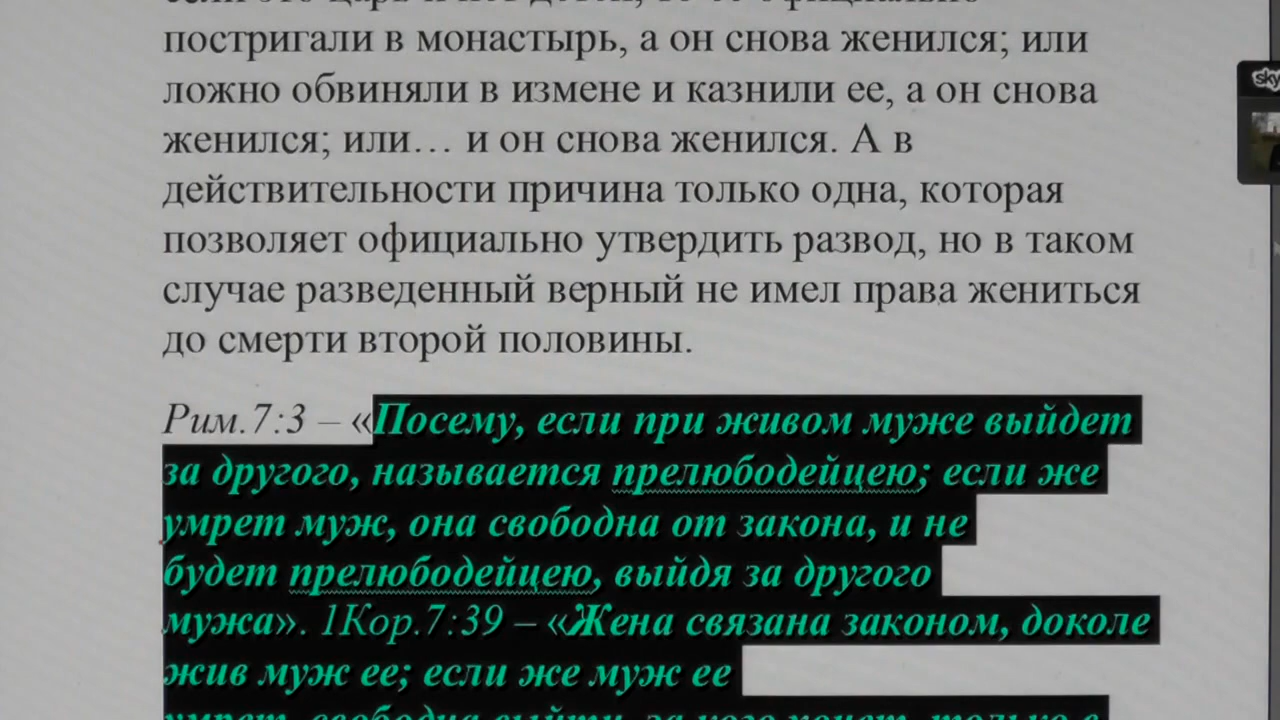 постригали в монастырь, а он снова женился; или
ложно обвиняли в измене и казнили ее, а он снова
женился; или… и он снова женился. А в
действительности причина только одна, которая
позволяет официально утвердить развод, но в таком
случае разведенный верный не имел права жениться
до смерти второй половины.
Рим.7:3 – «Посему, если при живом муже выйдет
за другого, называется прелюбодейцею; если же
умрет муж, она свободна от закона, и не
будет прелюбодейцею, выйдя за другого
мужа». 1Кор.7:39 – «Жена связана законом, доколе
жив муж ее; если же муж ее